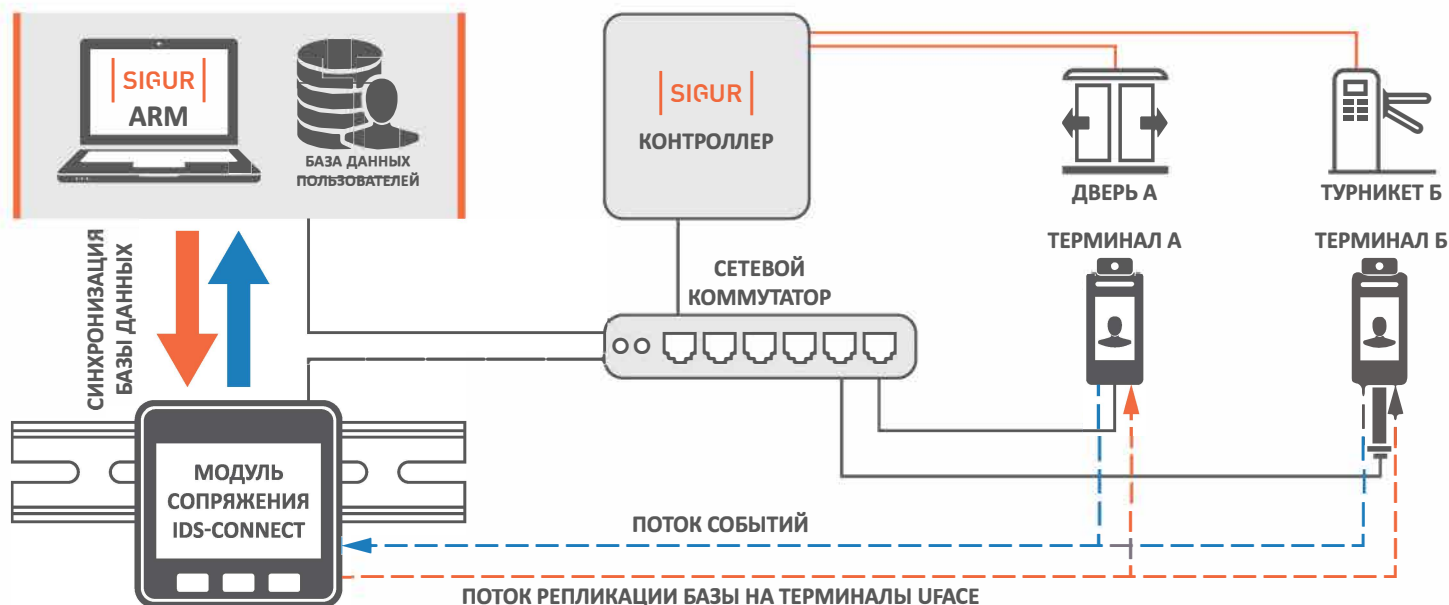 SIGUR
ARM
БАЗА ДАННЫХ
ПОЛЬЗОВАТЕЛЕЙ
SIGUR
КОНТРОЛЛЕР
ДВЕРЬ А
ТУРНИКЕТ Б
ТЕРМИНАЛ А
ТЕРМИНАЛ Б
СИНХРОНИЗАЦИЯ
БАЗЫ ДАННЫХ
СЕТЕВОЙ
КОММУТАТОР
МОДУЛЬ
СОПРЯЖЕНИЯ
IDS-CONNECT
ПОТОК СОБЫТИЙ
ПОТОК РЕПЛИКАЦИИ БАЗЫ НА ТЕРМИНАЛЫ UFACE